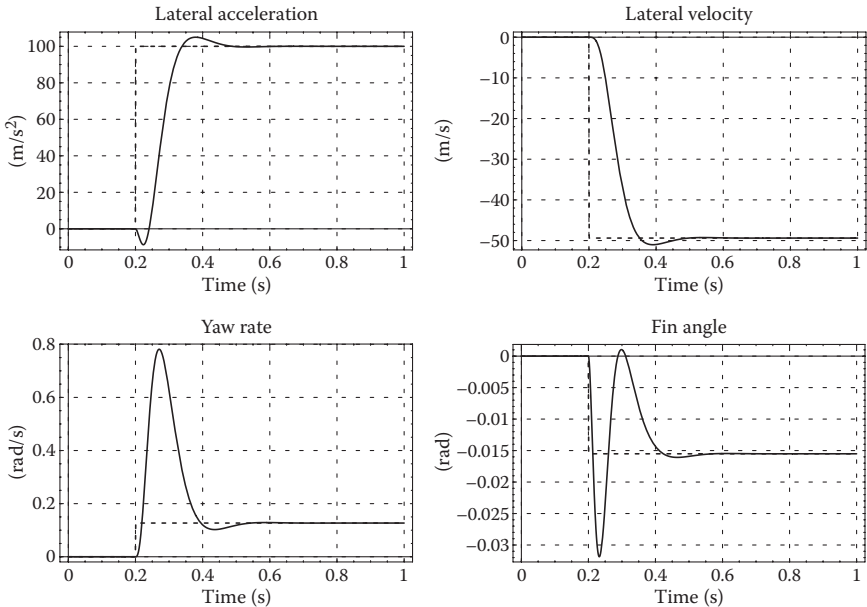 Lateral acceleration
(m/s²)
100
80
60
40
20
0
0 0.2 0.4 0.6 0.8 1
Time (s)
Lateral velocity
(m/s)
0
−10
−20
−30
−40
−50
0 0.2 0.4 0.6 0.8 1
Time (s)
Yaw rate
(rad/s)
0.8
0.6
0.4
0.2
0
0 0.2 0.4 0.6 0.8 1
Time (s)
Fin angle
(rad)
0
−0.005
−0.01
−0.015
−0.02
−0.025
−0.03
0 0.2 0.4 0.6 0.8 1
Time (s)